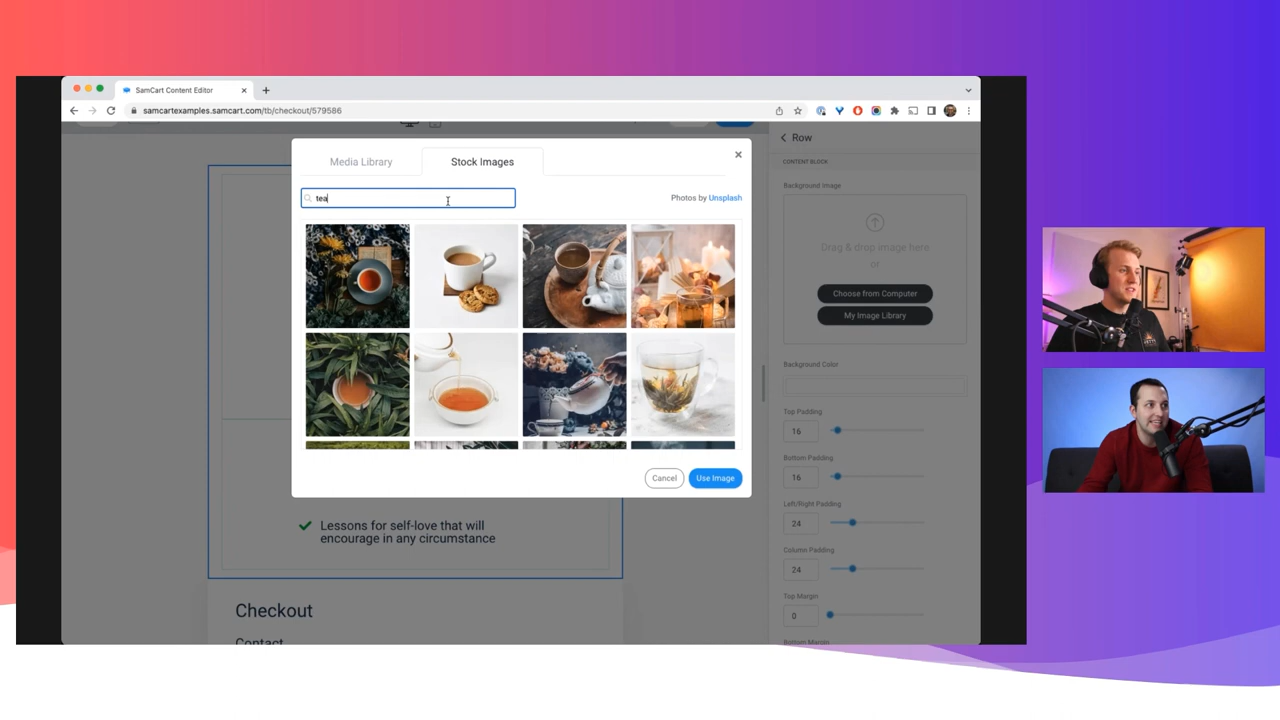 SamCart Content Editor
samcartexamples.samcart.com/tb/checkout/579586
Media Library
Stock Images
tea
Photos by Unsplash
Cancel
Use Image
Lessons for self-love that will
encourage in any circumstance
Checkout
Contact
Row
CONTENT BLOCK
Background Image
Drag & drop image here
or
Choose from Computer
My Image Library
Background Color
Top Padding
16
Bottom Padding
16
Left/Right Padding
24
Column Padding
24
Top Margin
0
Bottom Margin